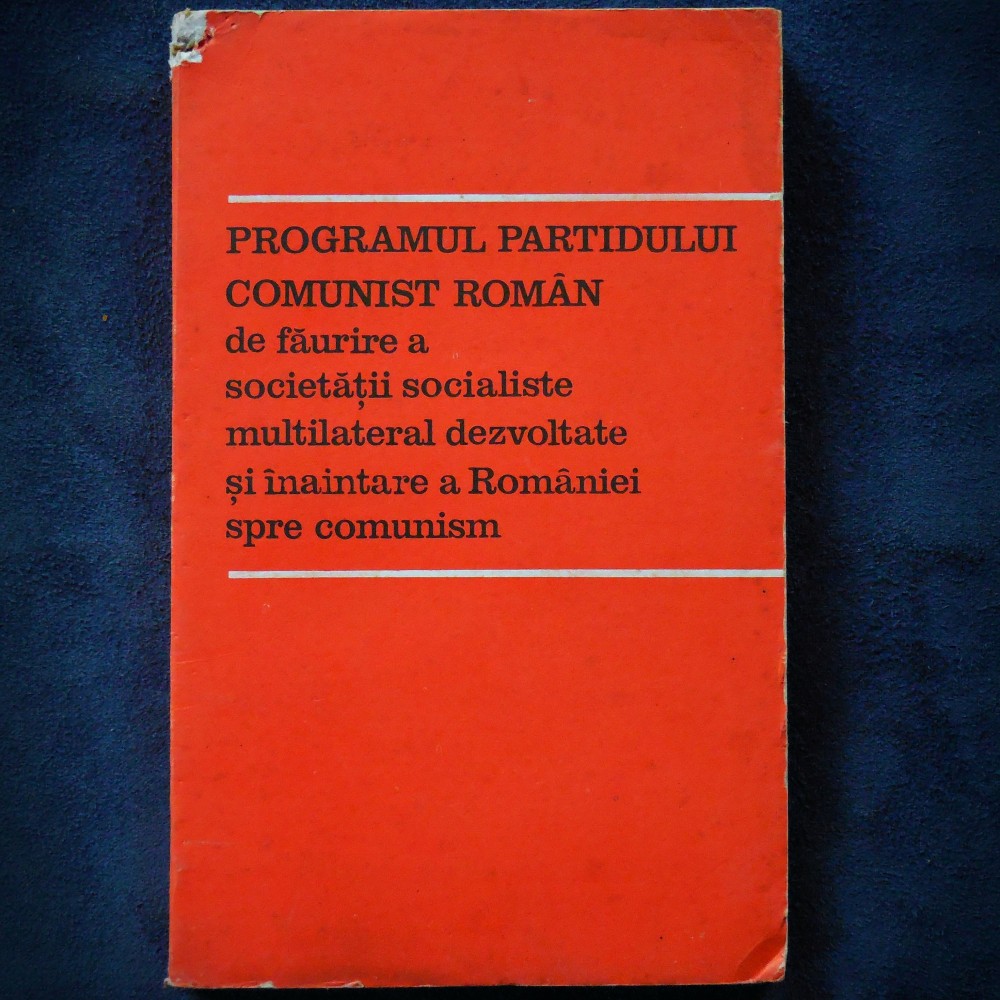 PROGRAMUL PARTIDULUI
COMUNIST ROMÂN
de făurire a
societății socialiste
multilateral dezvoltate
și înaintare a României
spre comunism